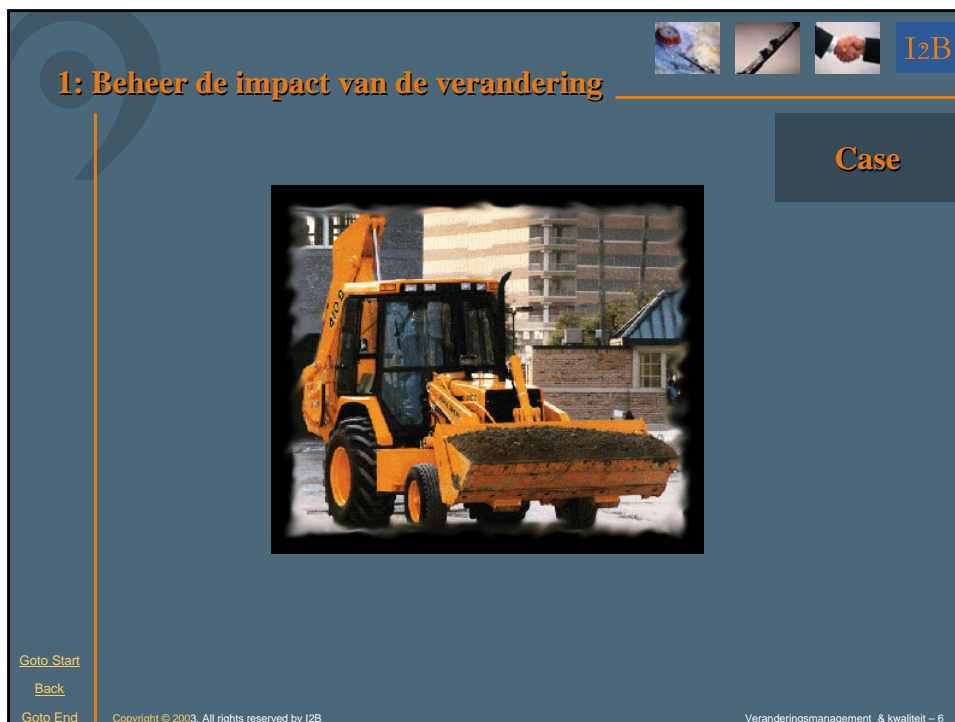 I2B
1: Beheer de impact van de verandering
Case
410B
Goto Start
Back
Goto End
Copyright © 2003. All rights reserved by I2B
Veranderingsmanagement & kwaliteit – 6